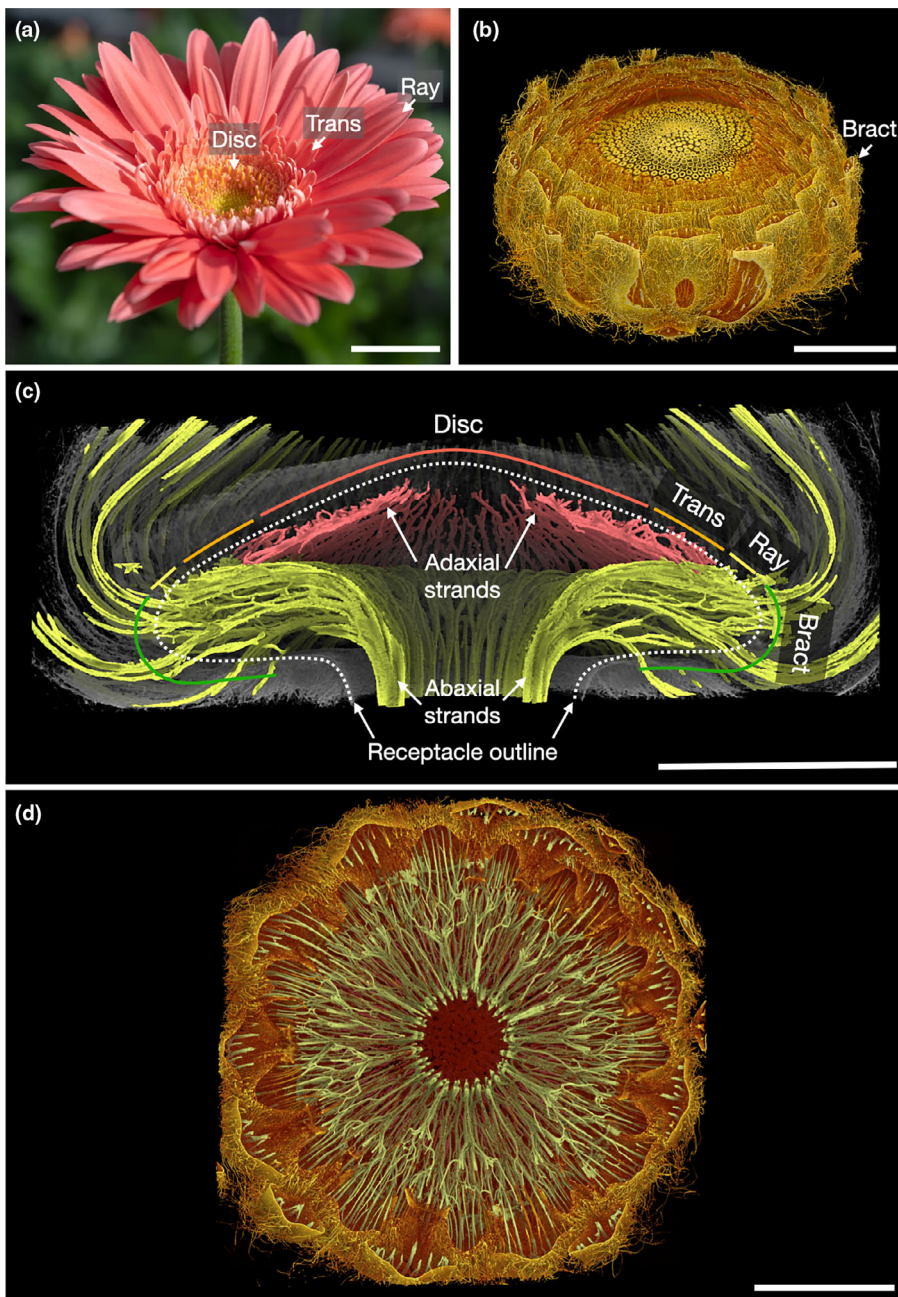 (a)
Ray
Trans
Disc
(b)
Bract
(c)
Disc
Trans
Ray
Bract
Adaxial
strands
Abaxial
strands
Receptacle outline
(d)